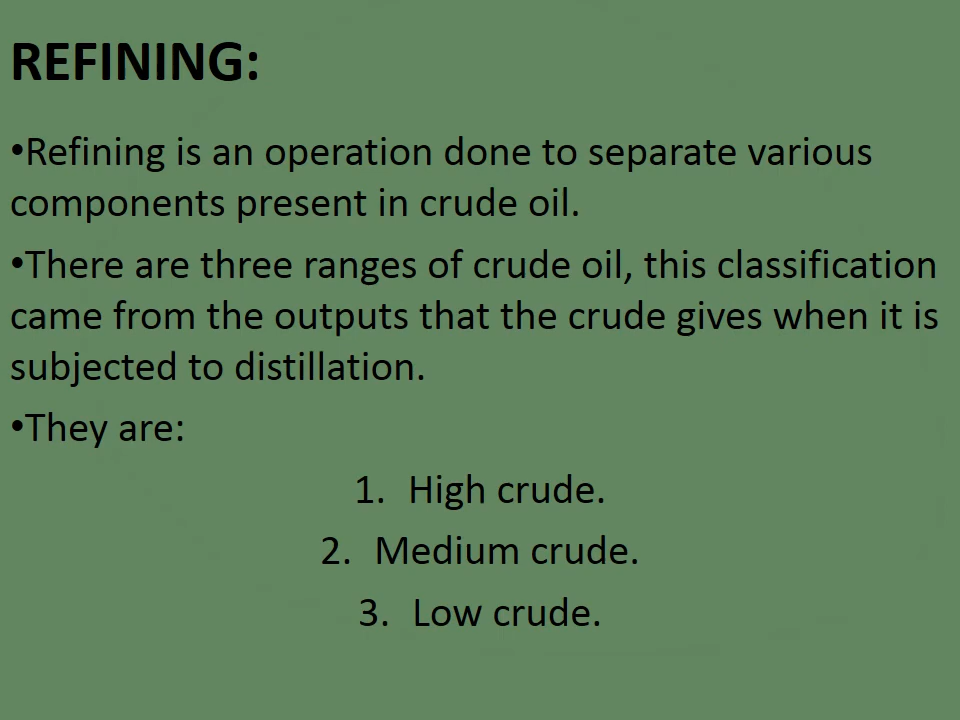 REFINING:
•Refining is an operation done to separate various
components present in crude oil.
•There are three ranges of crude oil, this classification
came from the outputs that the crude gives when it is
subjected to distillation.
•They are:
1. High crude.
2. Medium crude.
3. Low crude.